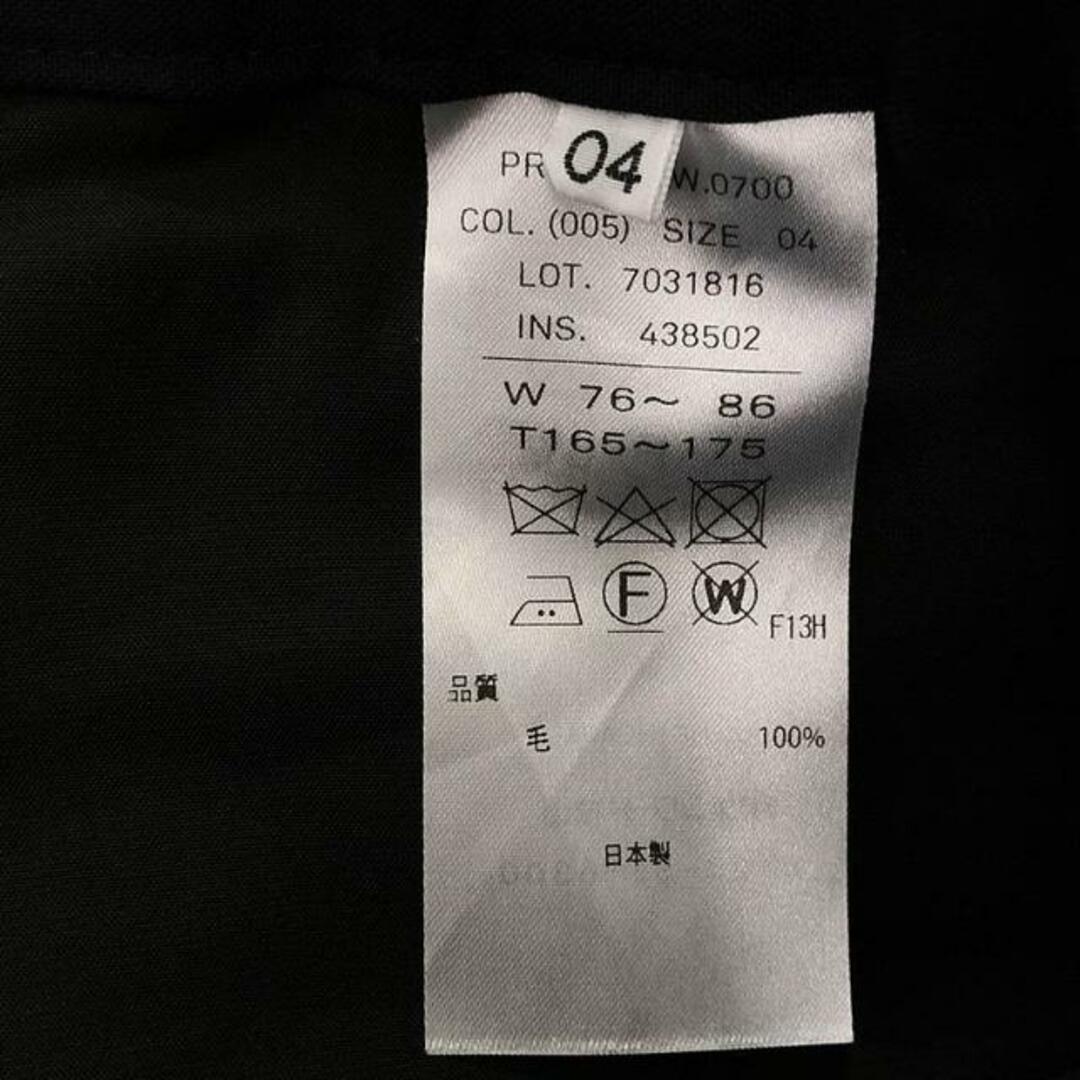 04
PR W.0700
COL. (005) SIZE 04
LOT. 7031816
INS. 438502
W 76～ 86
T165～175
F
W
F13H
品質
毛 100%
日本製